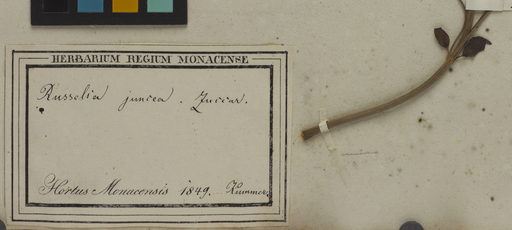 HERBARIUM REGIUM MONACENSE
Russelia juncea. Zuccar.
Hortus Monacensis 1849. Kummer.